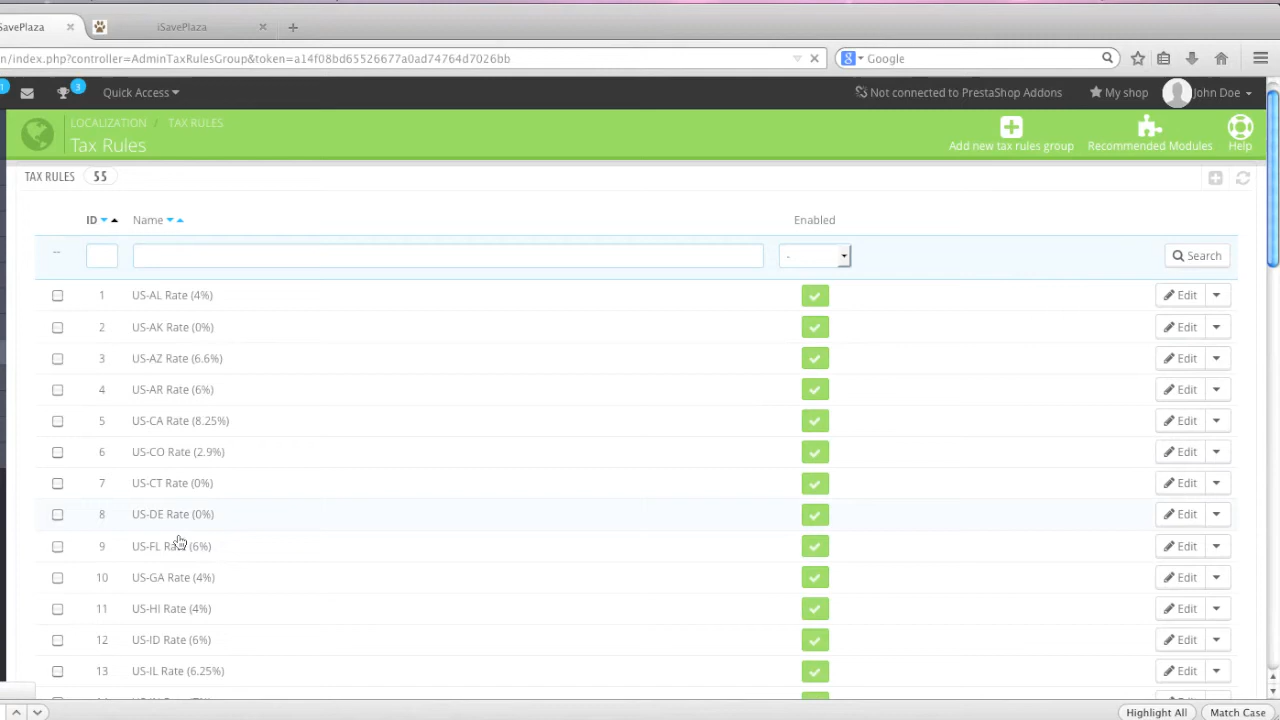 SavePlaza iSavePlaza
n/index.php?controller=AdminTaxRulesGroup&token=a14f08bd65526677a0ad74764d7026bb Google
1 3 Quick Access Not connected to PrestaShop Addons My shop John Doe
LOCALIZATION / TAX RULES
Tax Rules Add new tax rules group Recommended Modules Help
TAX RULES 55
ID Name Enabled
-- - Search
1 US-AL Rate (4%) Edit
2 US-AK Rate (0%) Edit
3 US-AZ Rate (6.6%) Edit
4 US-AR Rate (6%) Edit
5 US-CA Rate (8.25%) Edit
6 US-CO Rate (2.9%) Edit
7 US-CT Rate (0%) Edit
8 US-DE Rate (0%) Edit
9 US-FL Rate (6%) Edit
10 US-GA Rate (4%) Edit
11 US-HI Rate (4%) Edit
12 US-ID Rate (6%) Edit
13 US-IL Rate (6.25%) Edit
Highlight All Match Case